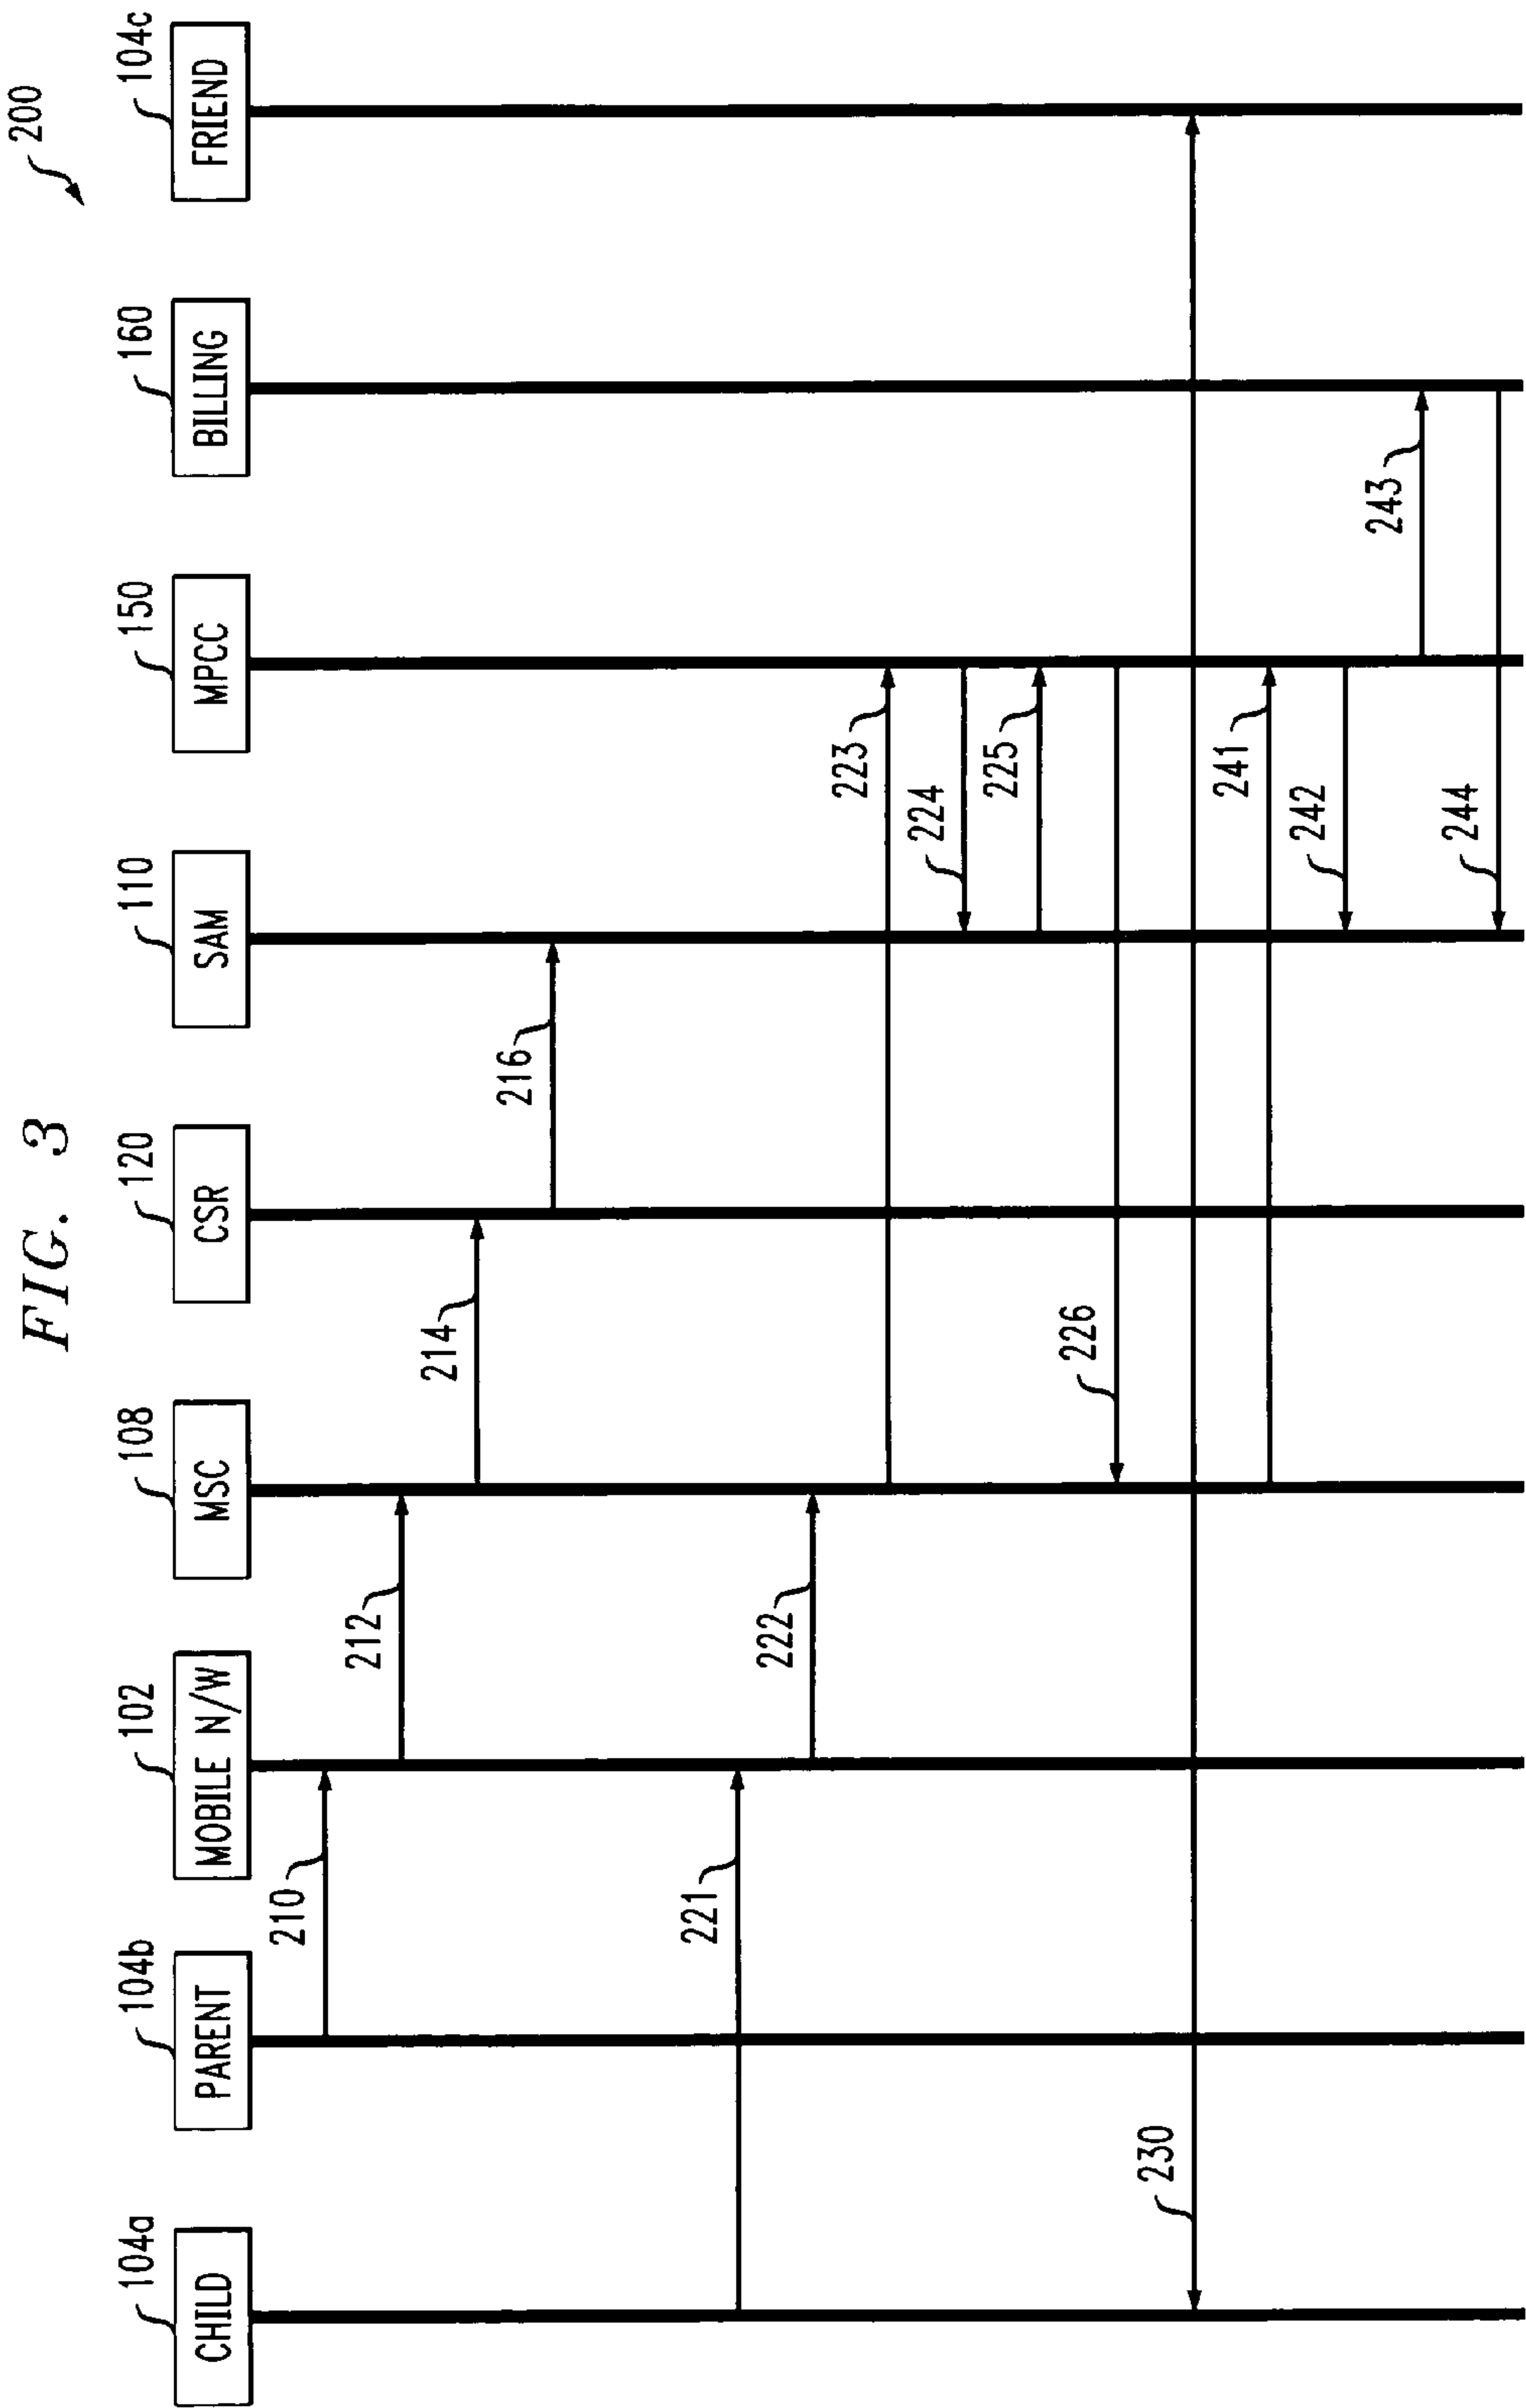 FIG. 3
200
104a
104b
102
108
120
110
150
160
104c
CHILD
PARENT
MOBILE N/W
MSC
CSR
SAM
MPCC
BILLING
FRIEND
210
212
214
216
221
222
223
224
225
226
230
241
242
243
244